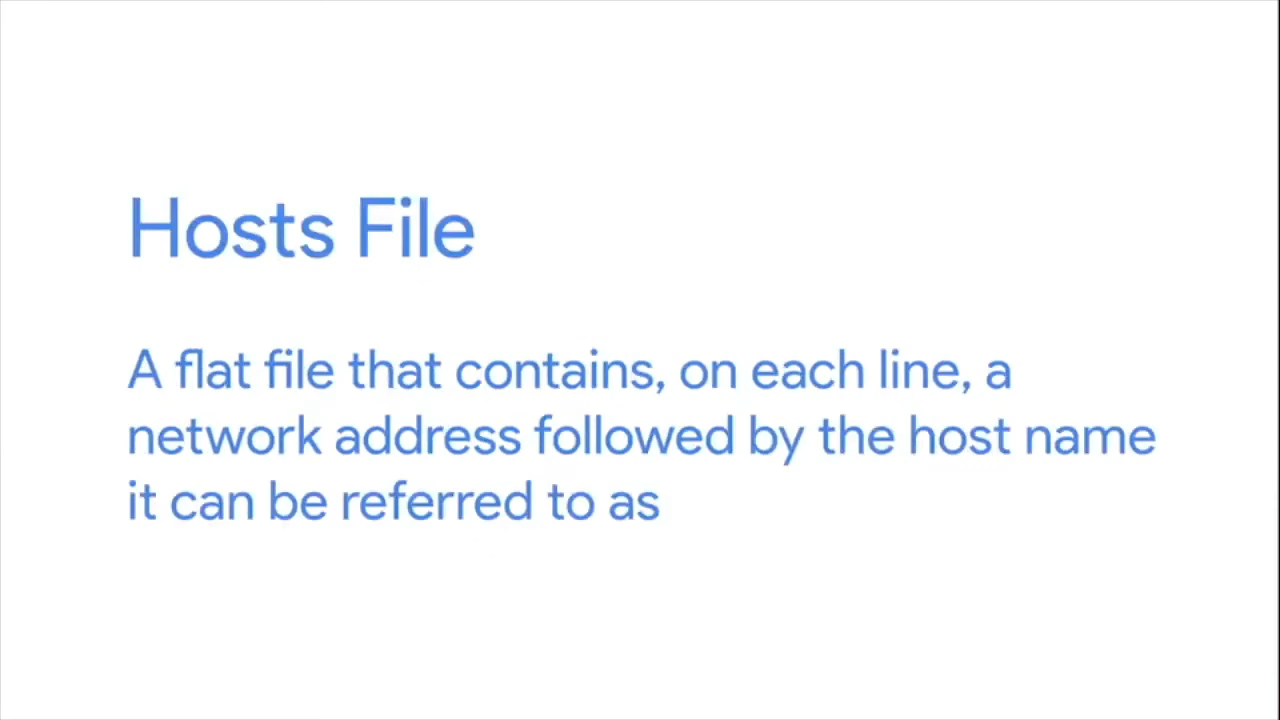 Hosts File
A flat file that contains, on each line, a
network address followed by the host name
it can be referred to as